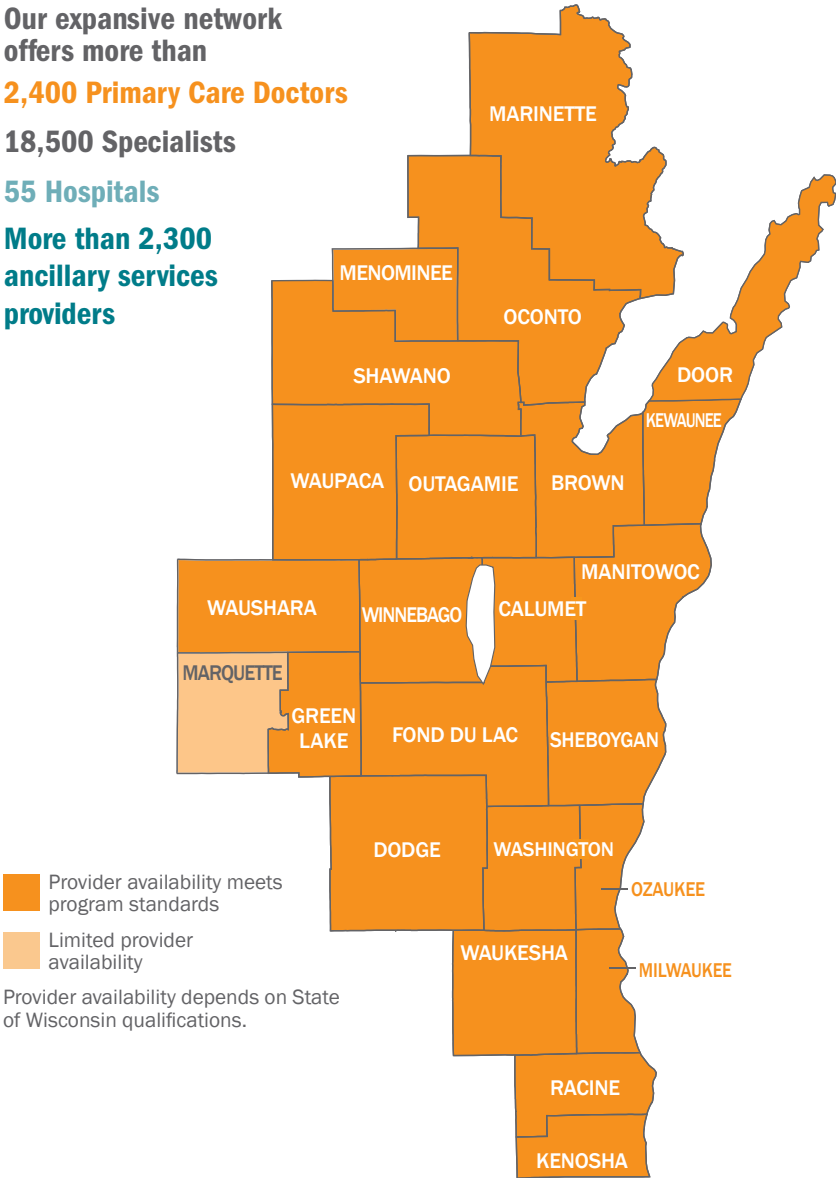 Our expansive network
offers more than
2,400 Primary Care Doctors
18,500 Specialists
55 Hospitals
More than 2,300
ancillary services
providers
MARINETTE
MENOMINEE
OCONTO
SHAWANO
DOOR
KEWAUNEE
WAUPACA
OUTAGAMIE
BROWN
MANITOWOC
WAUSHARA
WINNEBAGO
CALUMET
MARQUETTE
GREEN
LAKE
FOND DU LAC
SHEBOYGAN
DODGE
WASHINGTON
OZAUKEE
WAUKESHA
MILWAUKEE
RACINE
KENOSHA
Provider availability meets
program standards
Limited provider
availability
Provider availability depends on State
of Wisconsin qualifications.